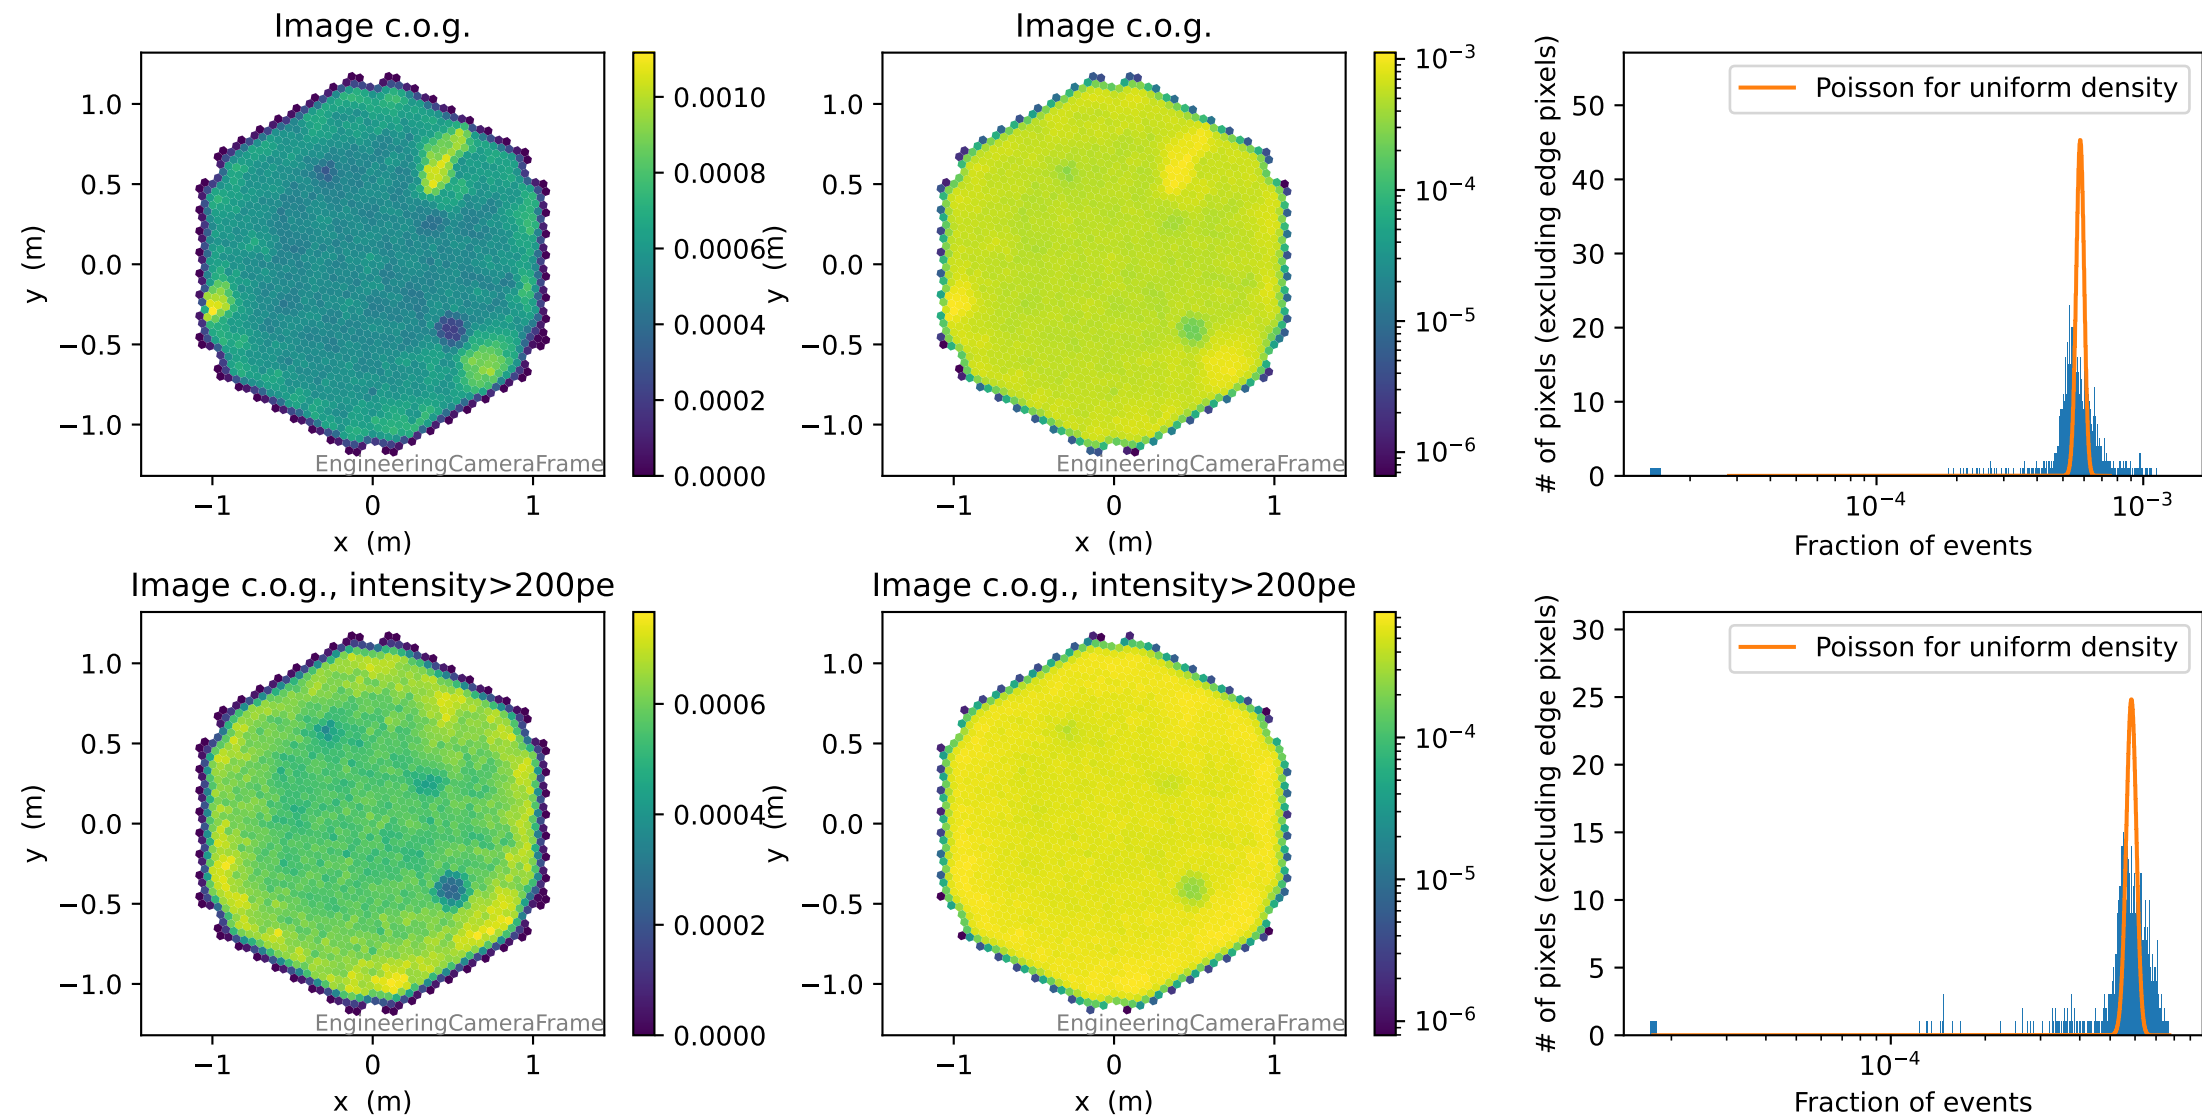 Image c.o.g.
1.0
0.5
0.0
−0.5
−1.0
y (m)
−1
0
1
x (m)
EngineeringCameraFrame
0.0010
0.0008
0.0006
0.0004
0.0002
0.0000
Image c.o.g.
1.0
0.5
0.0
−0.5
−1.0
y (m)
−1
0
1
x (m)
EngineeringCameraFrame
10⁻³
10⁻⁴
10⁻⁵
10⁻⁶
Poisson for uniform density
# of pixels (excluding edge pixels)
50
40
30
20
10
0
10⁻⁴
10⁻³
Fraction of events
Image c.o.g., intensity>200pe
1.0
0.5
0.0
−0.5
−1.0
y (m)
−1
0
1
x (m)
EngineeringCameraFrame
0.0006
0.0004
0.0002
0.0000
Image c.o.g., intensity>200pe
1.0
0.5
0.0
−0.5
−1.0
y (m)
−1
0
1
x (m)
EngineeringCameraFrame
10⁻⁴
10⁻⁵
10⁻⁶
Poisson for uniform density
# of pixels (excluding edge pixels)
30
25
20
15
10
5
0
10⁻⁴
Fraction of events